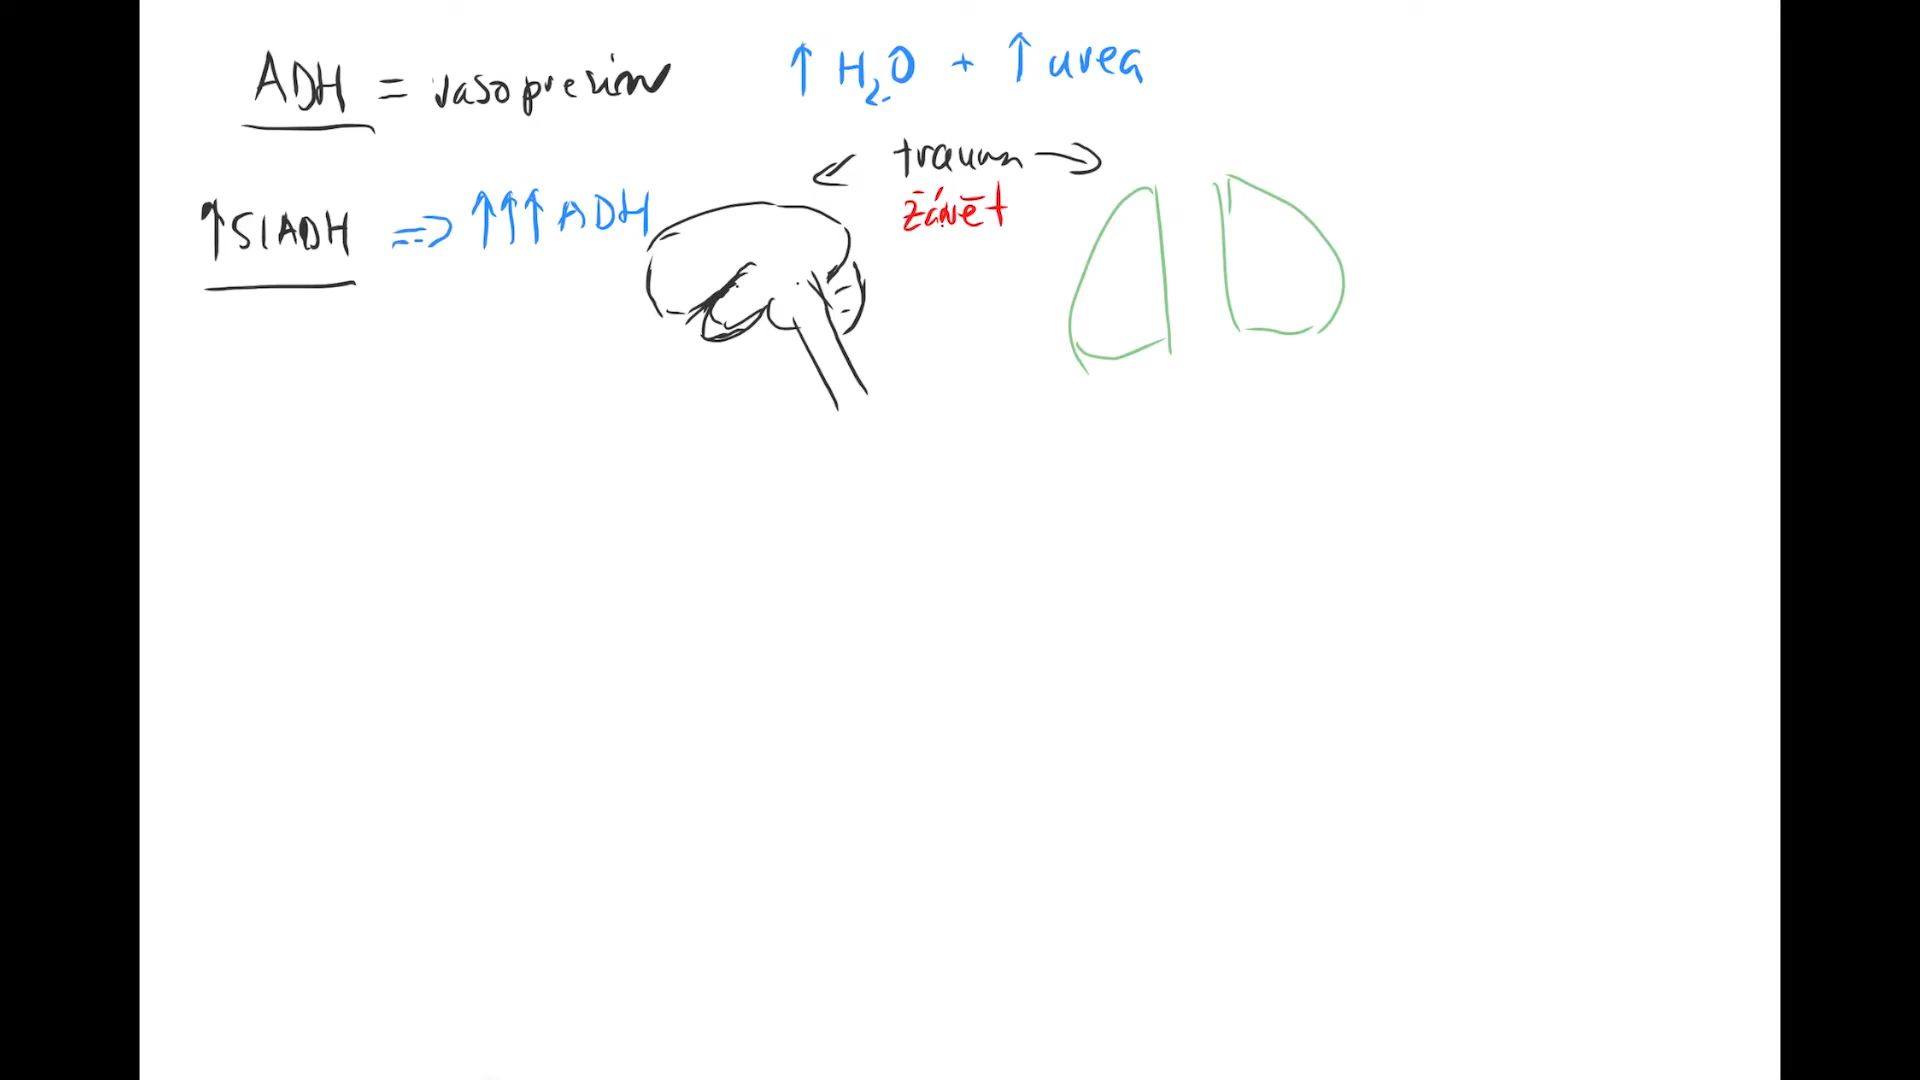 ADH = vasopresin
↑ H₂O + ↑ urea
← trauma →
zánět
↑SIADH ⇒ ↑↑↑ ADH